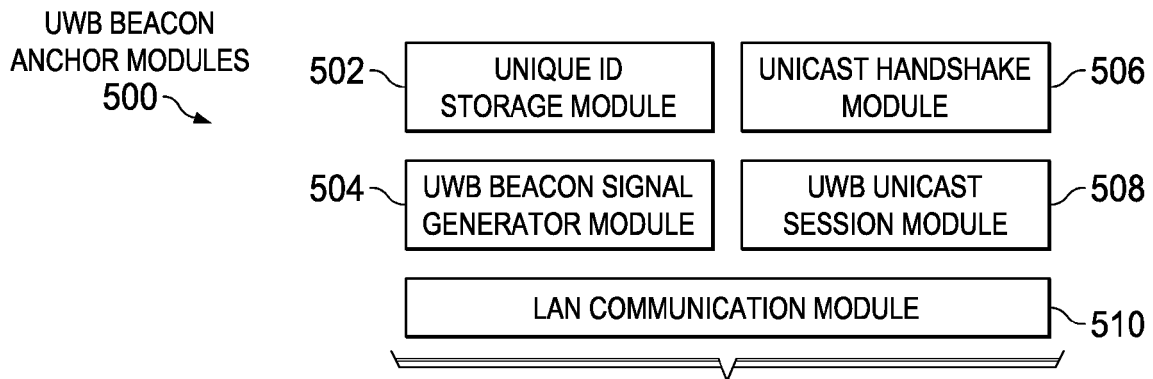 UWB BEACON
ANCHOR MODULES
500
502
UNIQUE ID
STORAGE MODULE
UNICAST HANDSHAKE
MODULE
506
504
UWB BEACON SIGNAL
GENERATOR MODULE
UWB UNICAST
SESSION MODULE
508
LAN COMMUNICATION MODULE
510